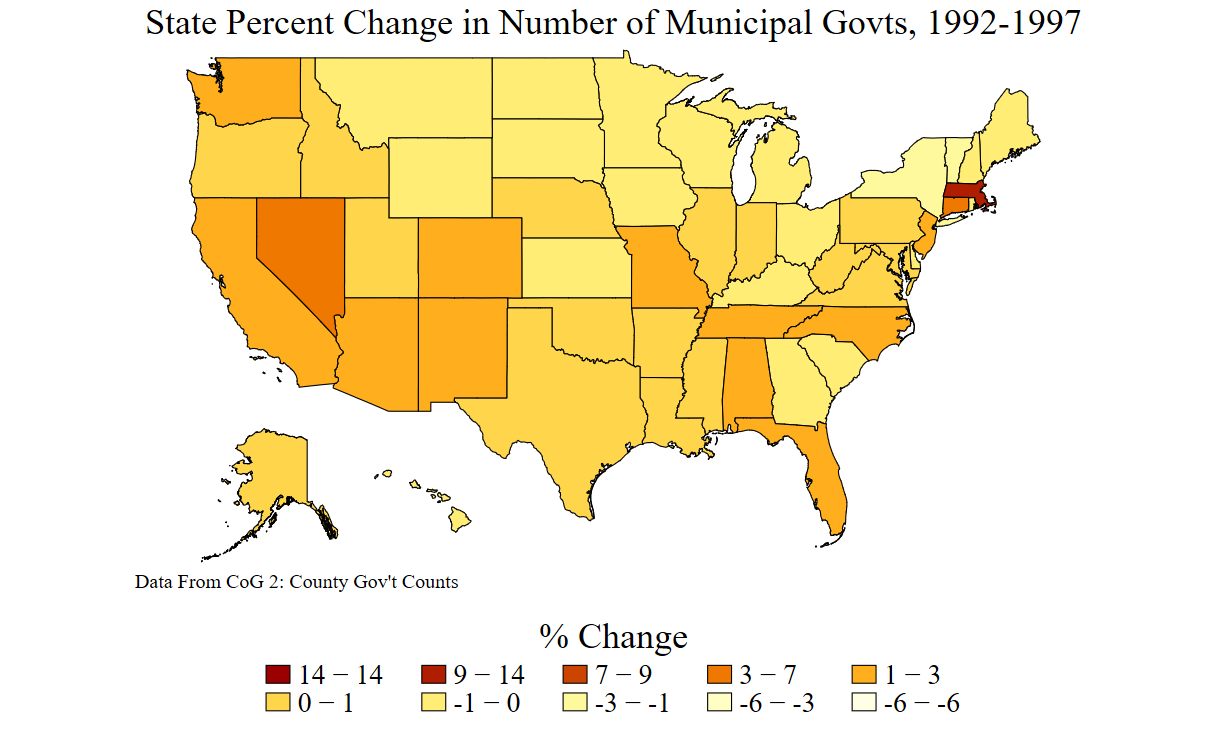 State Percent Change in Number of Municipal Govts, 1992-1997
Data From CoG 2: County Gov't Counts
% Change
14 − 14 9 − 14 7 − 9 3 − 7 1 − 3
0 − 1 -1 − 0 -3 − -1 -6 − -3 -6 − -6